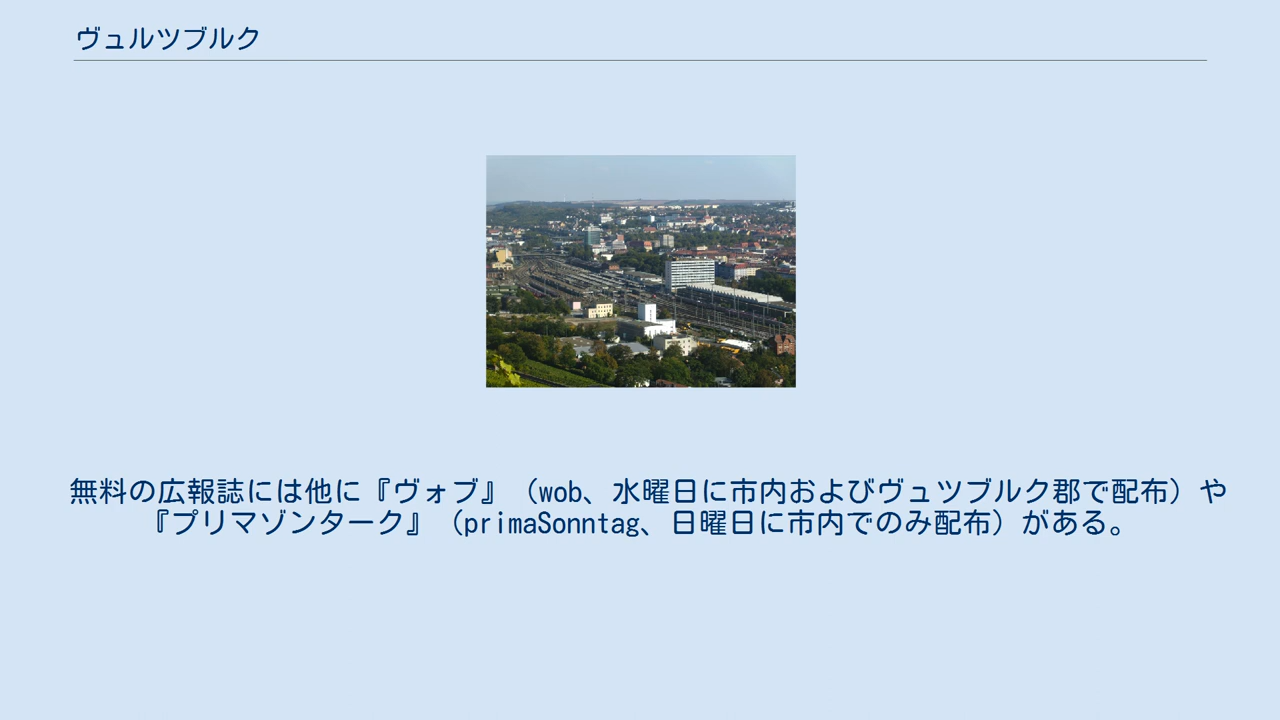 ヴュルツブルク
無料の広報誌には他に『ヴォブ』（wob、水曜日に市内およびヴュツブルク郡で配布）や
『プリマゾンターク』（primaSonntag、日曜日に市内でのみ配布）がある。